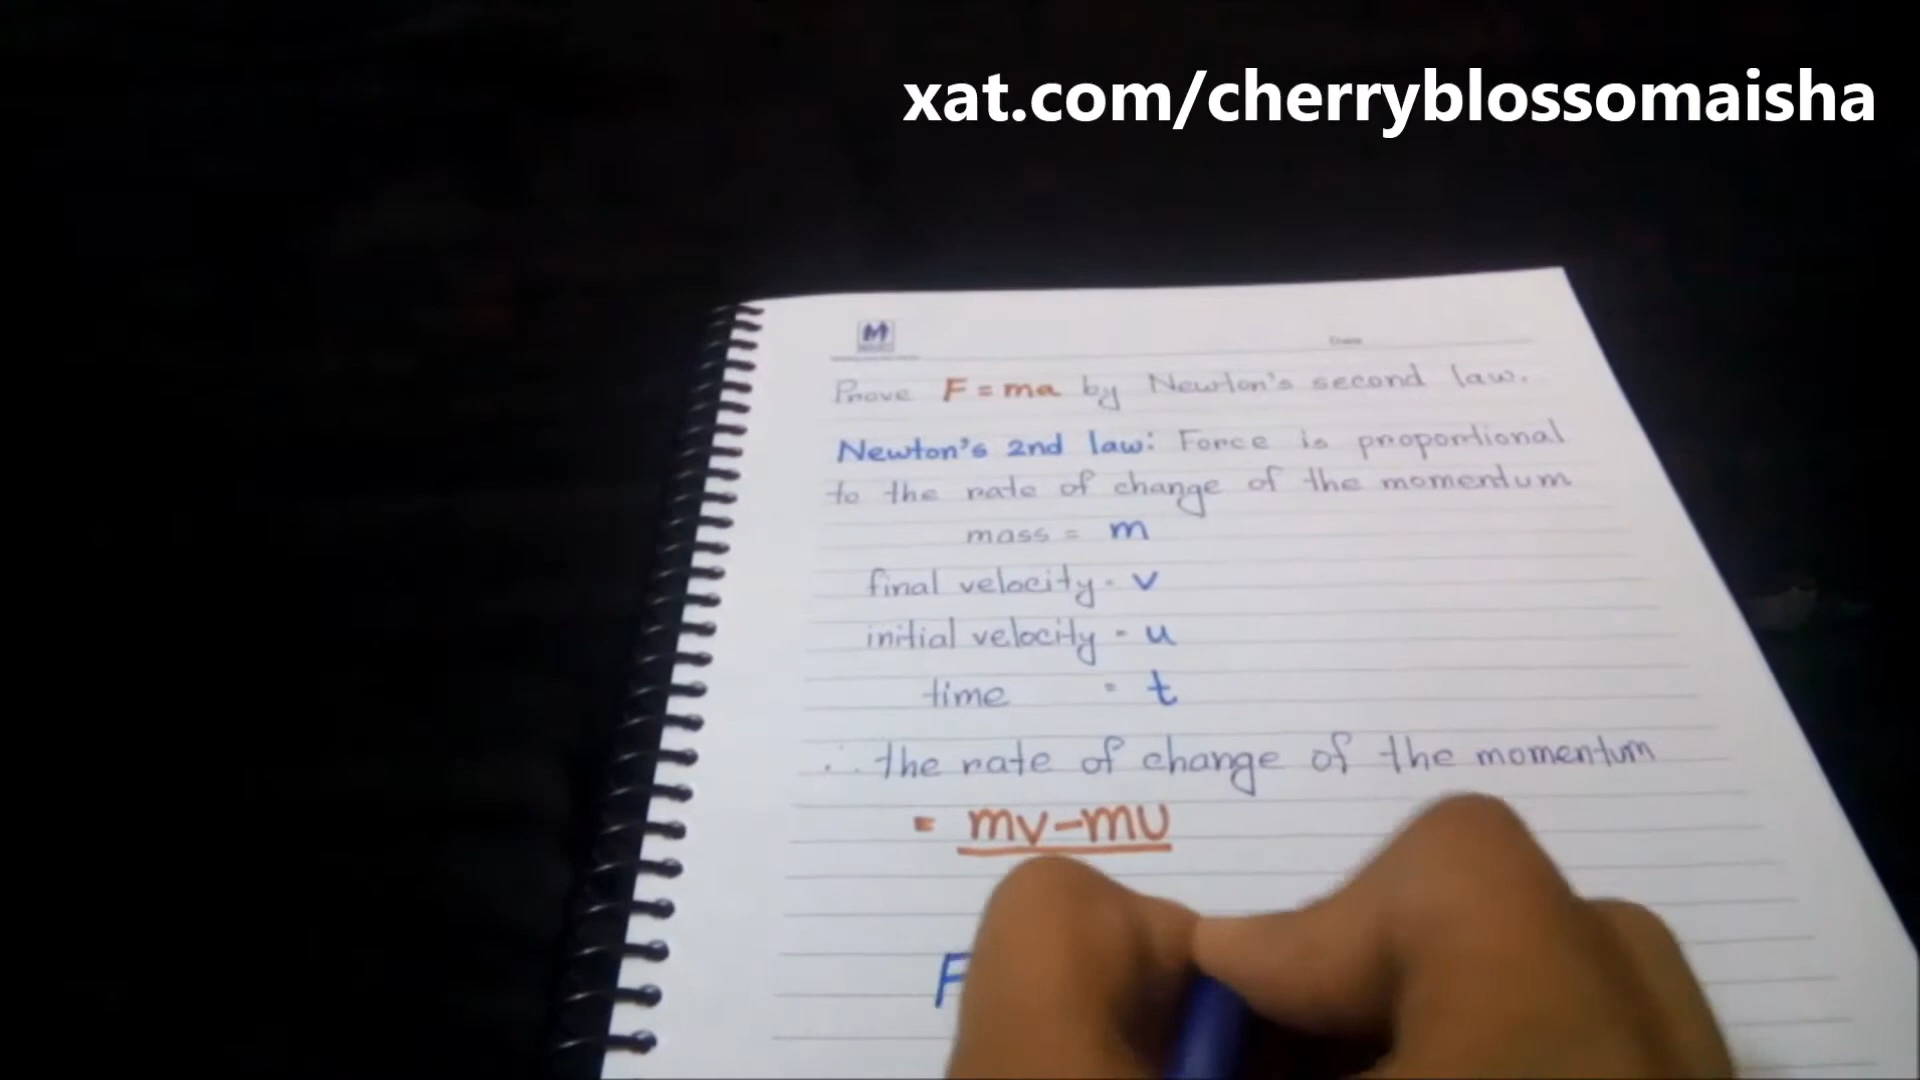 xat.com/cherryblossomaisha
M
Prove F = ma by Newton's second law.
Newton's 2nd law: Force is proportional
to the rate of change of the momentum
mass = m
final velocity = v
initial velocity = u
time = t
∴ the rate of change of the momentum
= mv-mu
F